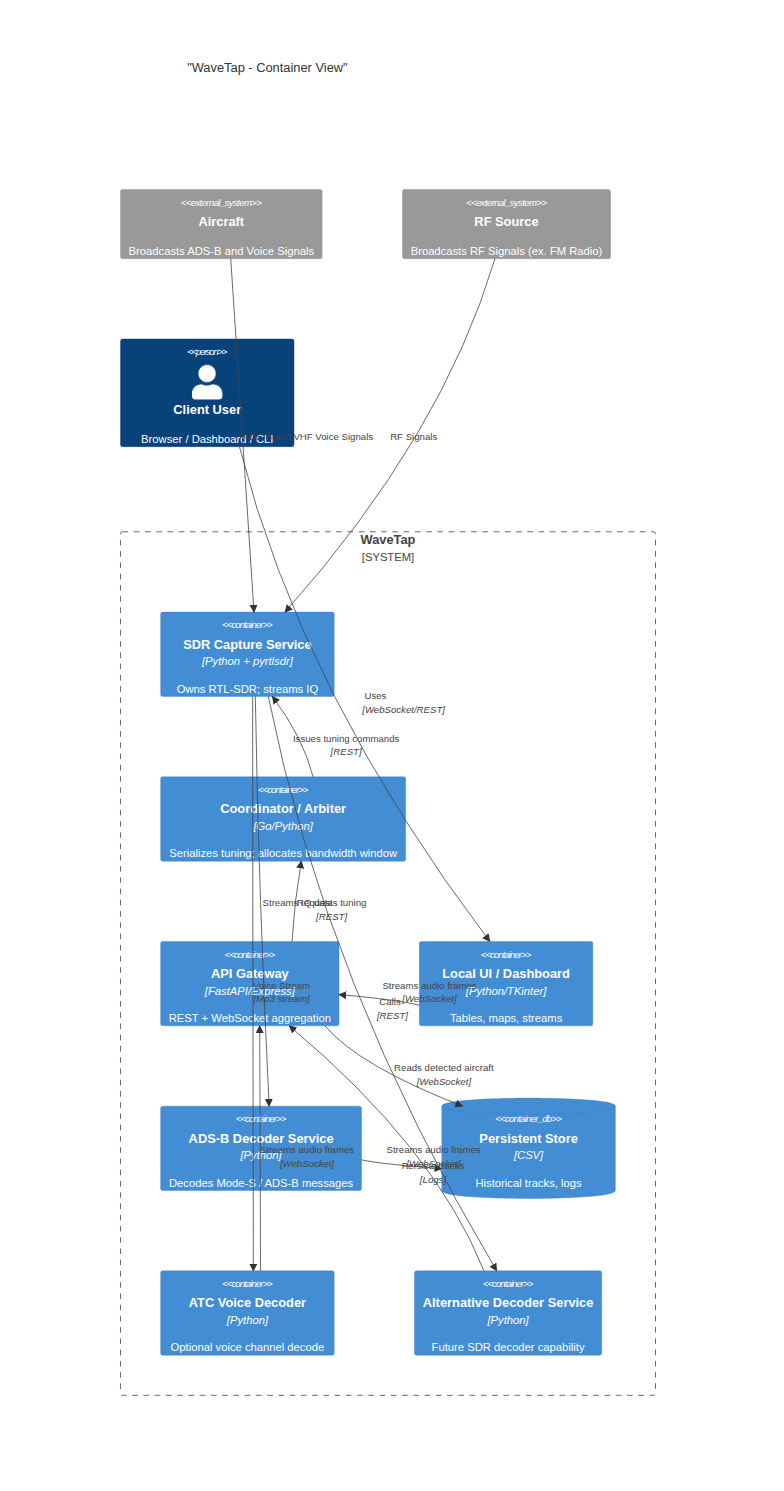 "WaveTap - Container View"
<<external_system>>
Aircraft
Broadcasts ADS-B and Voice Signals
<<external_system>>
RF Source
Broadcasts RF Signals (ex. FM Radio)
<<person>>
Client User
Browser / Dashboard / CLI
VHF Voice Signals
RF Signals
WaveTap
[SYSTEM]
<<container>>
SDR Capture Service
[Python + pyrtlsdr]
Owns RTL-SDR; streams IQ
Uses
[WebSocket/REST]
Issues tuning commands
[REST]
<<container>>
Coordinator / Arbiter
[Go/Python]
Serializes tuning; allocates bandwidth window
Streams IQ data
Requests tuning
[REST]
<<container>>
API Gateway
[FastAPI/Express]
REST + WebSocket aggregation
Voice Stream
[Mp3 stream]
Streams audio frames
[WebSocket]
Calls
[REST]
<<container>>
Local UI / Dashboard
[Python/TKinter]
Tables, maps, streams
Reads detected aircraft
[WebSocket]
<<container>>
ADS-B Decoder Service
[Python]
Decodes Mode-S / ADS-B messages
Streams audio frames
[WebSocket]
Streams audio frames
[WebSocket]
[Logs]
<<container_db>>
Persistent Store
[CSV]
Historical tracks, logs
<<container>>
ATC Voice Decoder
[Python]
Optional voice channel decode
<<container>>
Alternative Decoder Service
[Python]
Future SDR decoder capability